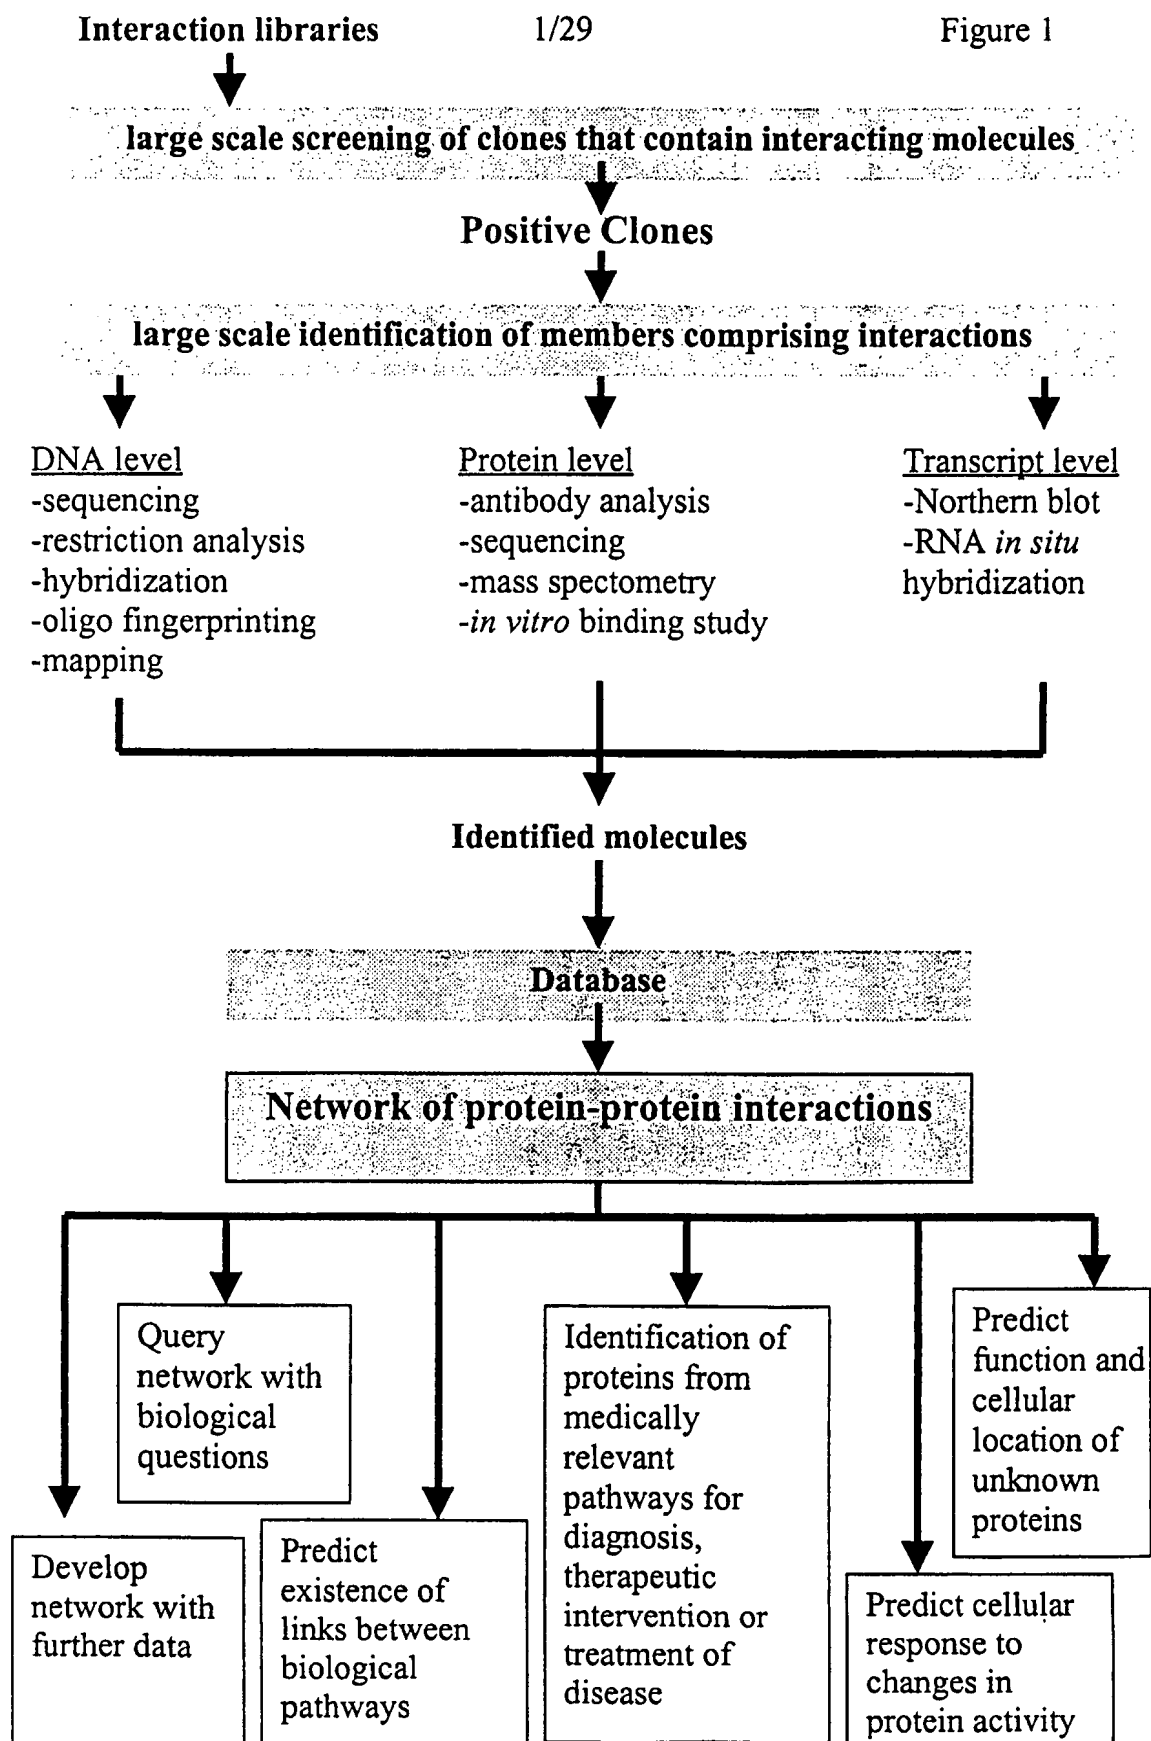 Interaction libraries
1/29
Figure 1
large scale screening of clones that contain interacting molecules
Positive Clones
large scale identification of members comprising interactions
DNA level
-sequencing
-restriction analysis
-hybridization
-oligo fingerprinting
-mapping
Protein level
-antibody analysis
-sequencing
-mass spectometry
-in vitro binding study
Transcript level
-Northern blot
-RNA in situ
hybridization
Identified molecules
Database
Network of protein-protein interactions
Develop
network with
further data
Query
network with
biological
questions
Predict
existence of
links between
biological
pathways
Identification of
proteins from
medically
relevant
pathways for
diagnosis,
therapeutic
intervention or
treatment of
disease
Predict cellular
response to
changes in
protein activity
Predict
function and
cellular
location of
unknown
proteins